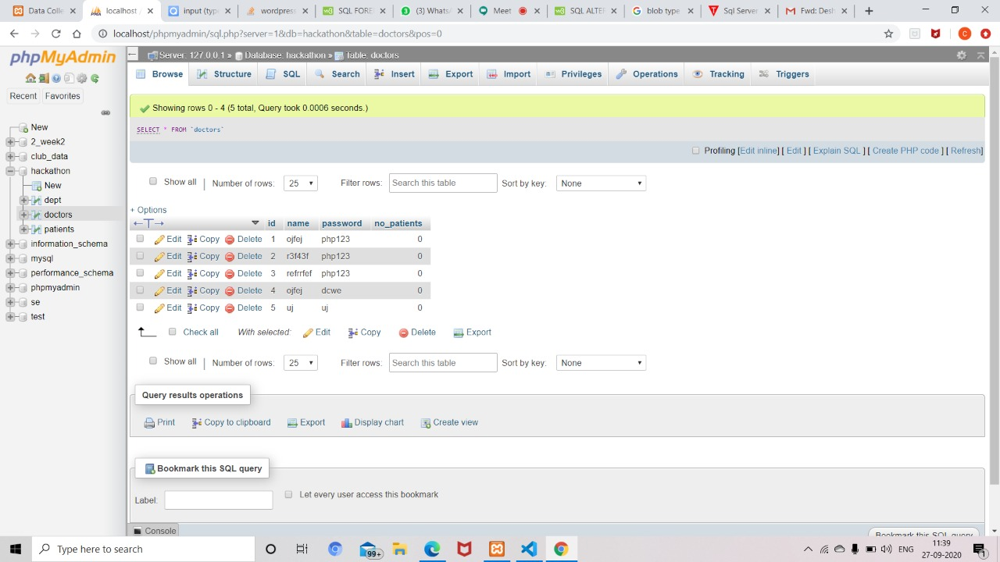 Data Colle
localhost /
input (type
wordpress
SQL FOREI
(3) WhatsA
Meet
SQL ALTER
blob type
Sql Server
Fwd: Desh
localhost/phpmyadmin/sql.php?server=1&db=hackathon&table=doctors&pos=0
phpMyAdmin
Recent Favorites
New
2_week2
club_data
hackathon
New
dept
doctors
patients
information_schema
mysql
performance_schema
phpmyadmin
se
test
Server: 127.0.0.1 » Database: hackathon » Table: doctors
Browse Structure SQL Search Insert Export Import Privileges Operations Tracking Triggers
Showing rows 0 - 4 (5 total, Query took 0.0006 seconds.)
SELECT * FROM `doctors`
Profiling [Edit inline] [ Edit ] [ Explain SQL ] [ Create PHP code ] [ Refresh]
Show all | Number of rows: 25 Filter rows: Search this table Sort by key: None
+ Options
id name password no_patients
Edit Copy Delete 1 ojfej php123 0
Edit Copy Delete 2 r3f43f php123 0
Edit Copy Delete 3 refrrfef php123 0
Edit Copy Delete 4 ojfej dcwe 0
Edit Copy Delete 5 uj uj 0
Check all With selected: Edit Copy Delete Export
Show all | Number of rows: 25 Filter rows: Search this table Sort by key: None
Query results operations
Print Copy to clipboard Export Display chart Create view
Bookmark this SQL query
Label: Let every user access this bookmark
Console
Bookmark this SQL query
Type here to search
99+
ENG
11:39
27-09-2020
1